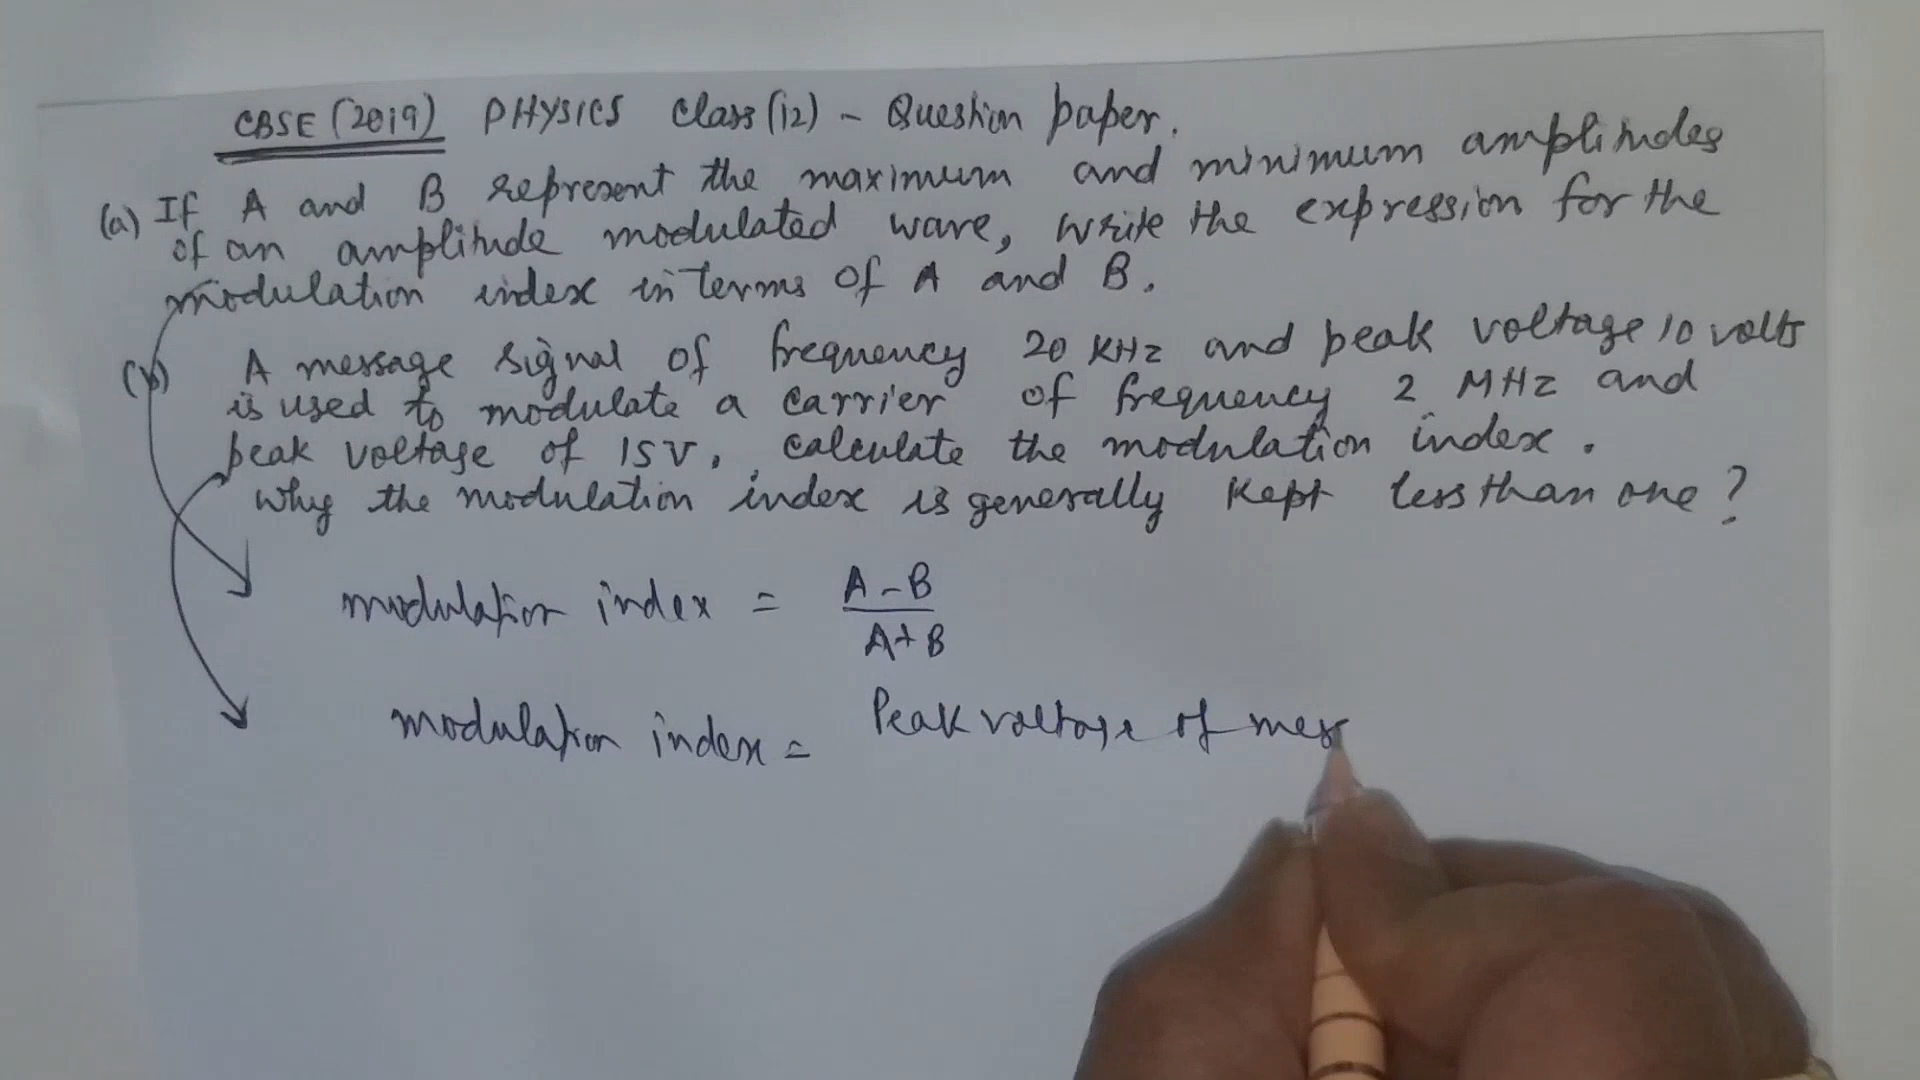 CBSE (2019) PHYSICS Class (12) - Question paper.
(a) If A and B represent the maximum and minimum amplitudes
of an amplitude modulated wave, write the expression for the
modulation index in terms of A and B.
(b) A message signal of frequency 20 KHz and peak voltage 10 volts
is used to modulate a carrier of frequency 2 MHz and
peak voltage of 15V. calculate the modulation index.
Why the modulation index is generally kept less than one?
modulation index = A-B
A+B
modulation index = Peak voltage of mess